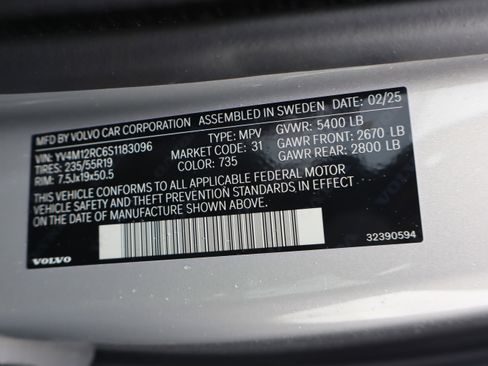 MFD BY VOLVO CAR CORPORATION ASSEMBLED IN SWEDEN DATE: 02/25
VIN: YV4M12RC6S1183096 TYPE: MPV GVWR: 5400 LB
TIRES: 235/55R19 MARKET CODE: 31 GAWR FRONT: 2670 LB
RIM: 7.5Jx19x50.5 COLOR: 735 GAWR REAR: 2800 LB
THIS VEHICLE CONFORMS TO ALL APPLICABLE FEDERAL MOTOR
VEHICLE SAFETY AND THEFT PREVENTION STANDARDS IN EFFECT
ON THE DATE OF MANUFACTURE SHOWN ABOVE.
32390594
VOLVO